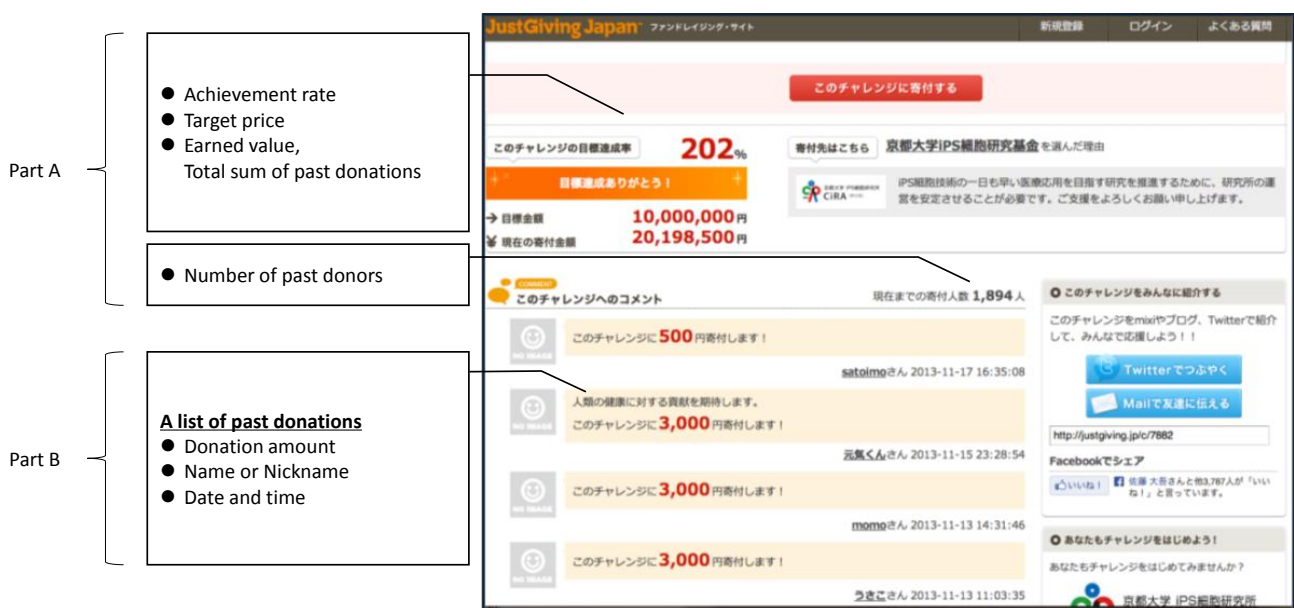 Part A
● Achievement rate
● Target price
● Earned value,
Total sum of past donations
● Number of past donors
Part B
A list of past donations
● Donation amount
● Name or Nickname
● Date and time
JustGiving Japan ファンドレイジング・サイト
新規登録 ログイン よくある質問
このチャレンジに寄付する
このチャレンジの目標達成率 202%
目標達成ありがとう！
→ 目標金額 10,000,000円
¥ 現在の寄付金額 20,198,500円
寄付先はこちら 京都大学iPS細胞研究基金を選んだ理由
CiRA
iPS細胞技術の一日も早い医療応用を目指す研究を推進するために、研究所の運
営を安定させることが必要です。ご支援をよろしくお願い申し上げます。
COMMENT
このチャレンジへのコメント
現在までの寄付人数 1,894人
NO IMAGE
このチャレンジに500円寄付します！
satoimoさん 2013-11-17 16:35:08
NO IMAGE
人類の健康に対する貢献を期待します。
このチャレンジに3,000円寄付します！
元気くんさん 2013-11-15 23:28:54
NO IMAGE
このチャレンジに3,000円寄付します！
momoさん 2013-11-13 14:31:46
NO IMAGE
このチャレンジに3,000円寄付します！
うさこさん 2013-11-13 11:03:35
このチャレンジをみんなに紹介する
このチャレンジをmixiやブログ、Twitterで紹介
して、みんなで応援しよう！！
Twitterでつぶやく
Mailで友達に伝える
http://justgiving.jp/c/7882
Facebookでシェア
いいね！
佐藤 大吾さんと他3,787人が「いい
ね！」と言っています。
あなたもチャレンジをはじめよう!
あなたもチャレンジをはじめてみませんか？
京都大学 iPS細胞研究所